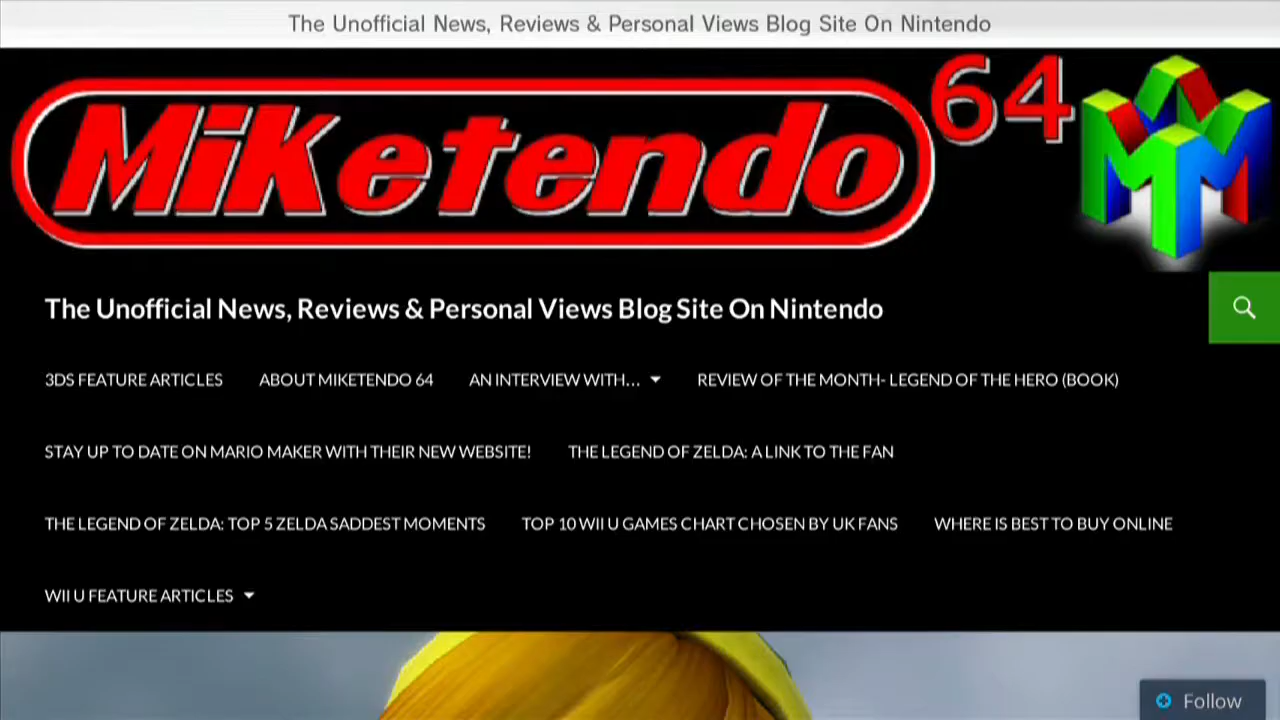 The Unofficial News, Reviews & Personal Views Blog Site On Nintendo
MiKetendo 64
The Unofficial News, Reviews & Personal Views Blog Site On Nintendo
3DS FEATURE ARTICLES ABOUT MIKETENDO 64 AN INTERVIEW WITH... REVIEW OF THE MONTH- LEGEND OF THE HERO (BOOK)
STAY UP TO DATE ON MARIO MAKER WITH THEIR NEW WEBSITE! THE LEGEND OF ZELDA: A LINK TO THE FAN
THE LEGEND OF ZELDA: TOP 5 ZELDA SADDEST MOMENTS TOP 10 WII U GAMES CHART CHOSEN BY UK FANS WHERE IS BEST TO BUY ONLINE
WII U FEATURE ARTICLES
Follow